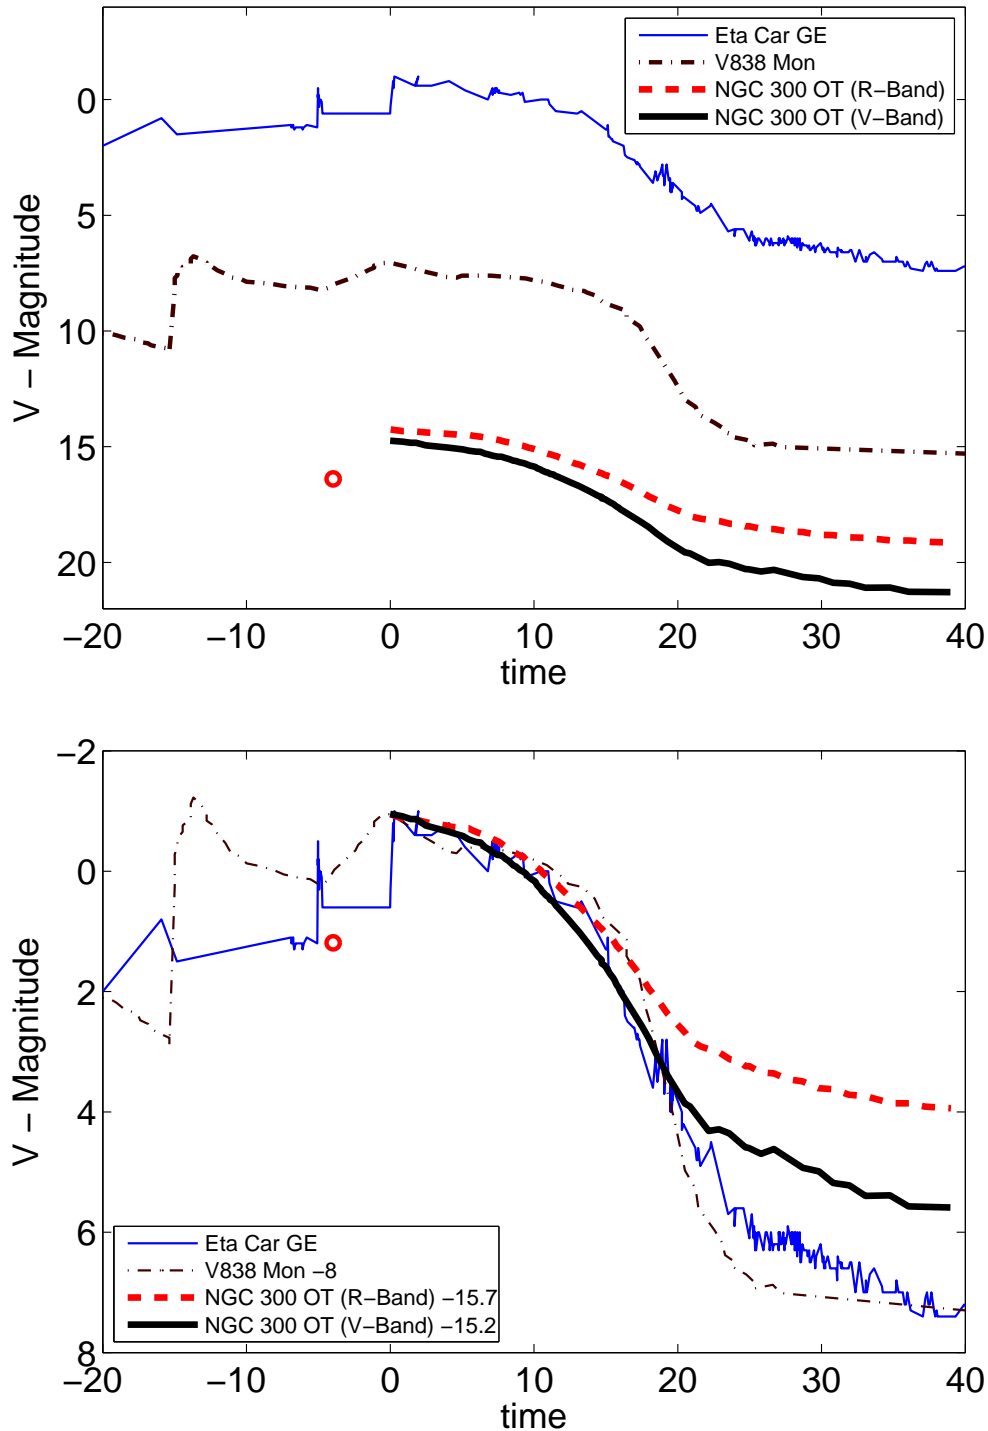 Eta Car GE
V838 Mon
NGC 300 OT (R−Band)
NGC 300 OT (V−Band)
V − Magnitude
0
5
10
15
20
−20 −10 0 10 20 30 40
time
V − Magnitude
−2
0
2
4
6
8
Eta Car GE
V838 Mon −8
NGC 300 OT (R−Band) −15.7
NGC 300 OT (V−Band) −15.2
−20 −10 0 10 20 30 40
time